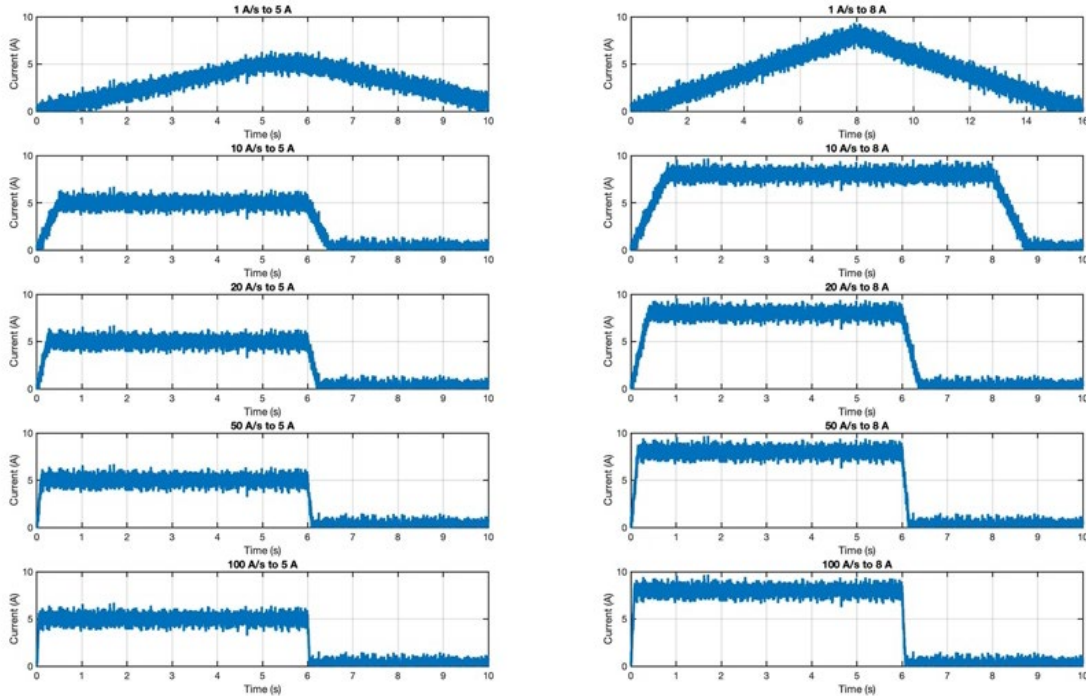 1 A/s to 5 A
10
5
0
Current (A)
0 1 2 3 4 5 6 7 8 9 10
Time (s)
1 A/s to 8 A
10
5
0
Current (A)
0 2 4 6 8 10 12 14 16
Time (s)
10 A/s to 5 A
10
5
0
Current (A)
0 1 2 3 4 5 6 7 8 9 10
Time (s)
10 A/s to 8 A
10
5
0
Current (A)
0 1 2 3 4 5 6 7 8 9 10
Time (s)
20 A/s to 5 A
10
5
0
Current (A)
0 1 2 3 4 5 6 7 8 9 10
Time (s)
20 A/s to 8 A
10
5
0
Current (A)
0 1 2 3 4 5 6 7 8 9 10
Time (s)
50 A/s to 5 A
10
5
0
Current (A)
0 1 2 3 4 5 6 7 8 9 10
Time (s)
50 A/s to 8 A
10
5
0
Current (A)
0 1 2 3 4 5 6 7 8 9 10
Time (s)
100 A/s to 5 A
10
5
0
Current (A)
0 1 2 3 4 5 6 7 8 9 10
Time (s)
100 A/s to 8 A
10
5
0
Current (A)
0 1 2 3 4 5 6 7 8 9 10
Time (s)